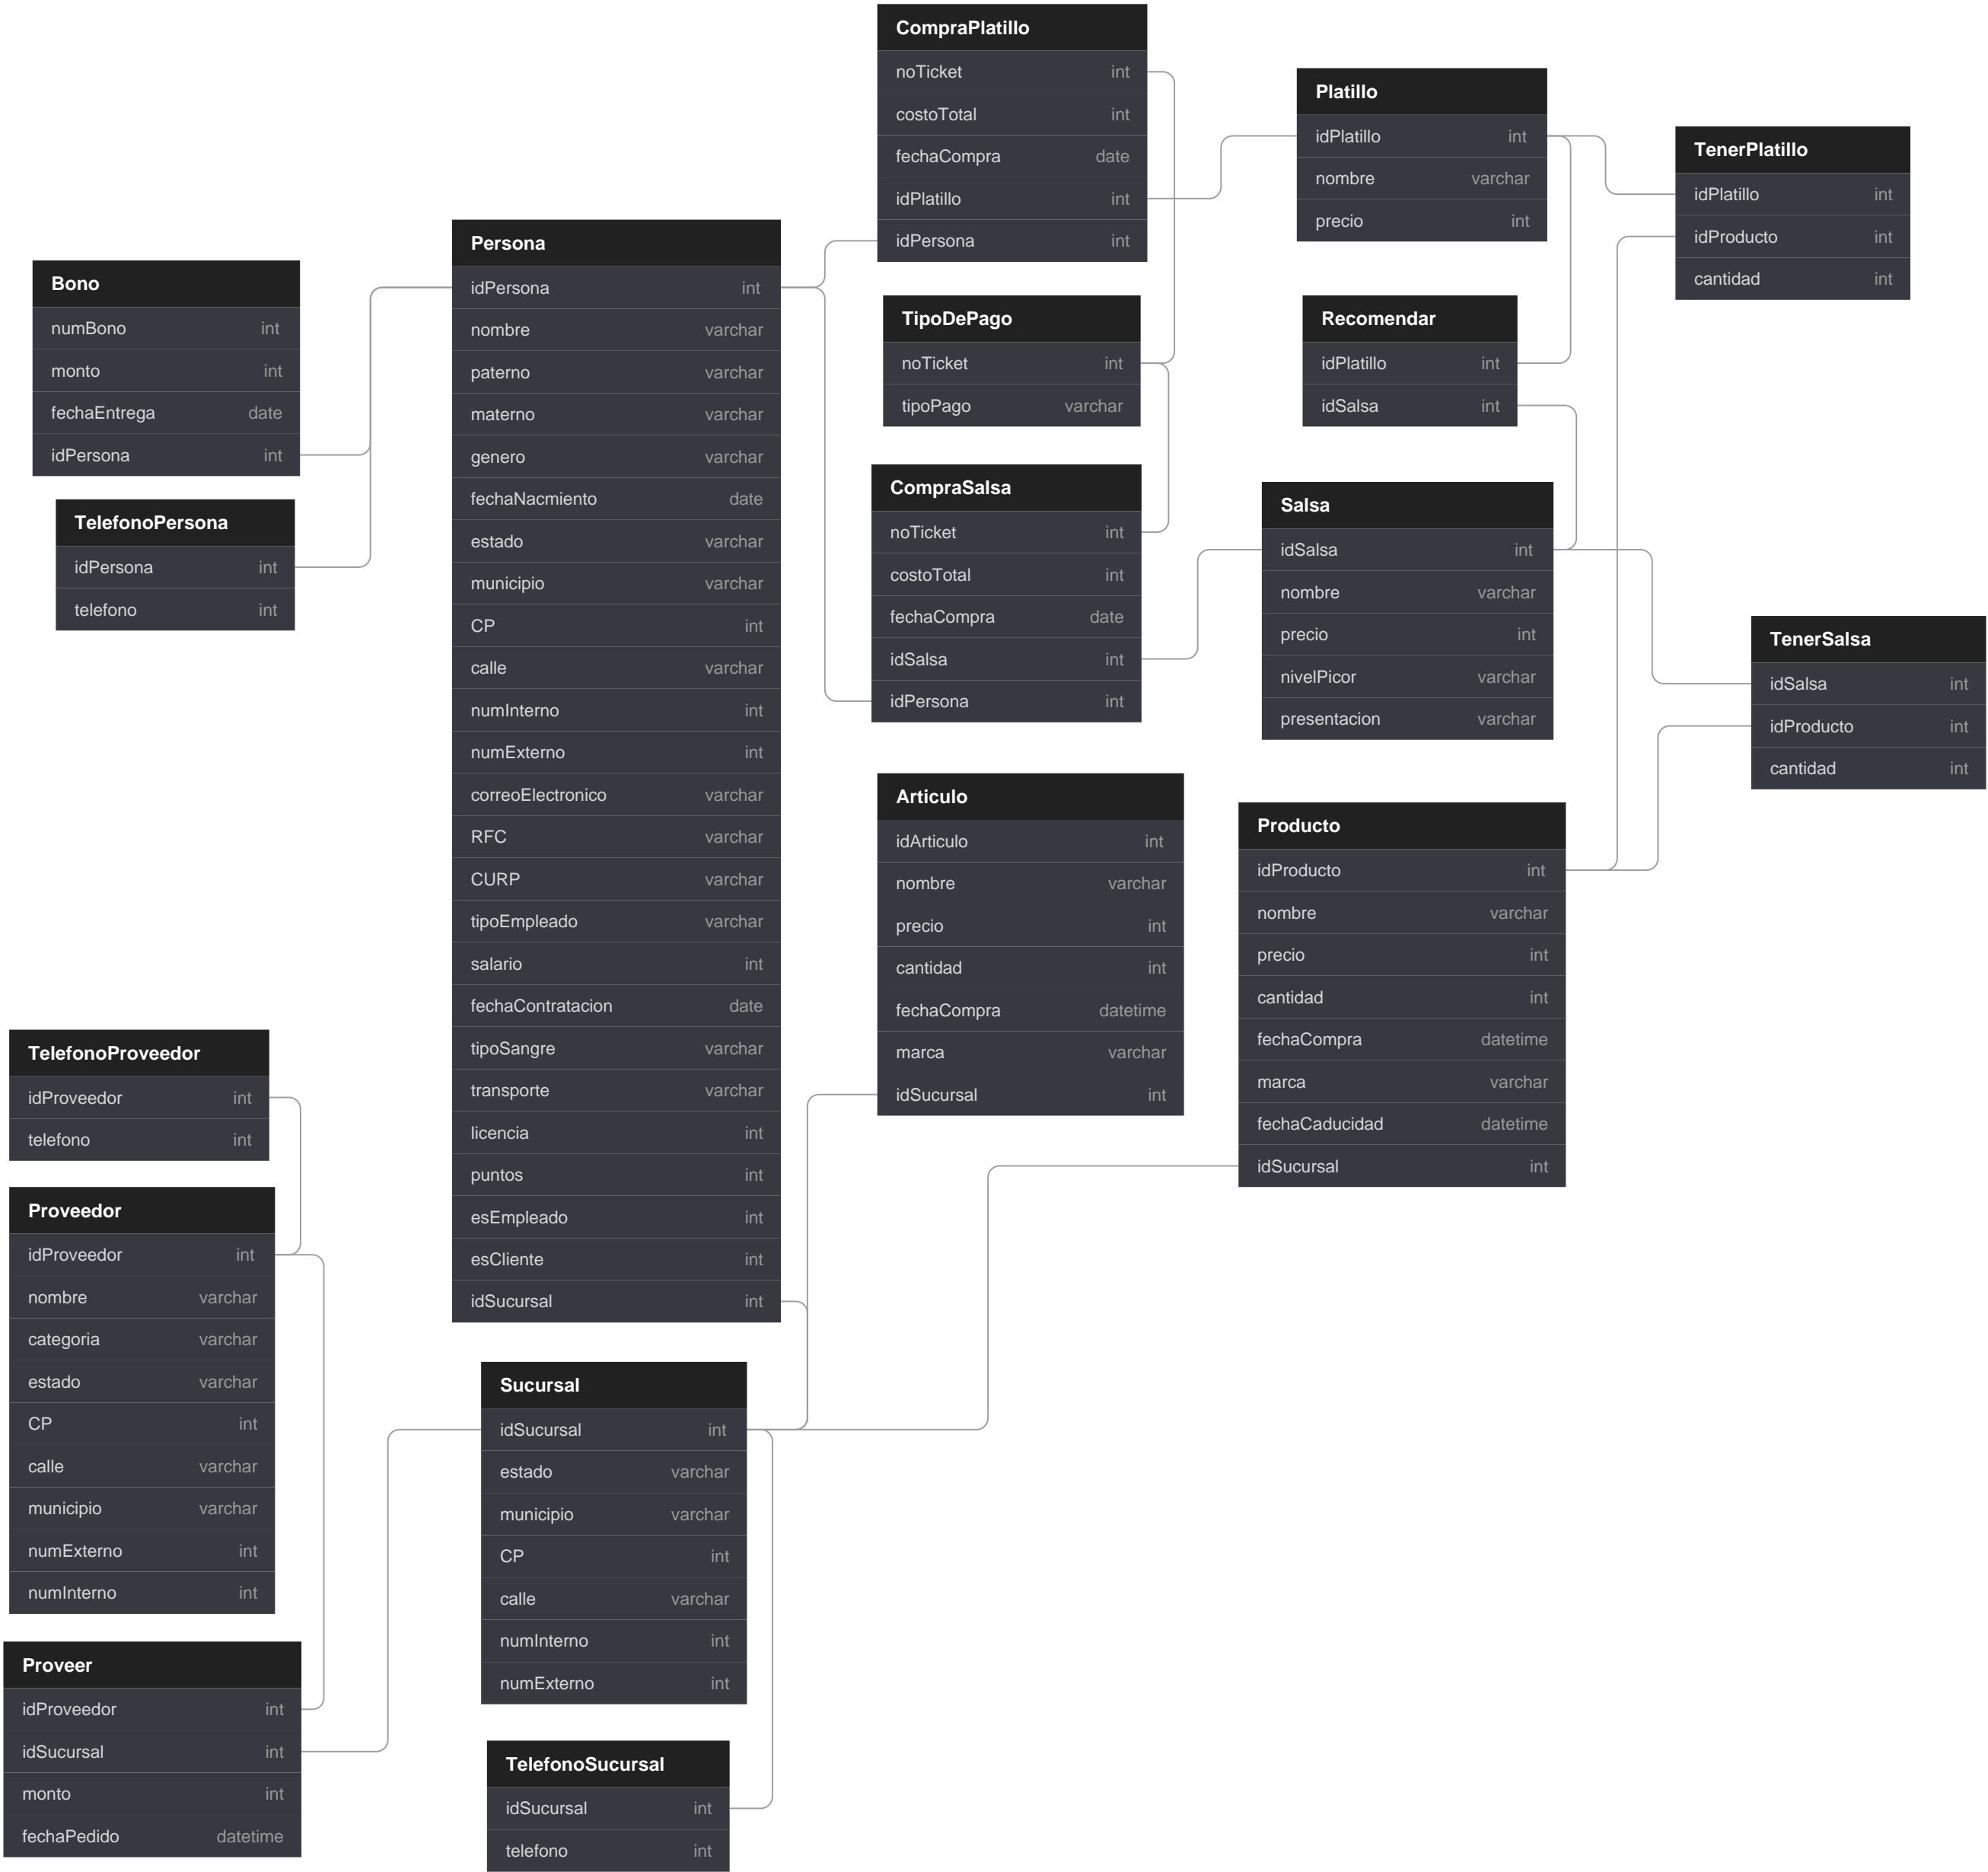 CompraPlatillo
noTicket int
costoTotal int
fechaCompra date
idPlatillo int
idPersona int
Platillo
idPlatillo int
nombre varchar
precio int
TenerPlatillo
idPlatillo int
idProducto int
cantidad int
Persona
idPersona int
nombre varchar
paterno varchar
materno varchar
genero varchar
fechaNacmiento date
estado varchar
municipio varchar
CP int
calle varchar
numInterno int
numExterno int
correoElectronico varchar
RFC varchar
CURP varchar
tipoEmpleado varchar
salario int
fechaContratacion date
tipoSangre varchar
transporte varchar
licencia int
puntos int
esEmpleado int
esCliente int
idSucursal int
Bono
numBono int
monto int
fechaEntrega date
idPersona int
TelefonoPersona
idPersona int
telefono int
TipoDePago
noTicket int
tipoPago varchar
Recomendar
idPlatillo int
idSalsa int
CompraSalsa
noTicket int
costoTotal int
fechaCompra date
idSalsa int
idPersona int
Salsa
idSalsa int
nombre varchar
precio int
nivelPicor varchar
presentacion varchar
TenerSalsa
idSalsa int
idProducto int
cantidad int
Articulo
idArticulo int
nombre varchar
precio int
cantidad int
fechaCompra datetime
marca varchar
idSucursal int
Producto
idProducto int
nombre varchar
precio int
cantidad int
fechaCompra datetime
marca varchar
fechaCaducidad datetime
idSucursal int
TelefonoProveedor
idProveedor int
telefono int
Proveedor
idProveedor int
nombre varchar
categoria varchar
estado varchar
CP int
calle varchar
municipio varchar
numExterno int
numInterno int
Sucursal
idSucursal int
estado varchar
municipio varchar
CP int
calle varchar
numInterno int
numExterno int
Proveer
idProveedor int
idSucursal int
monto int
fechaPedido datetime
TelefonoSucursal
idSucursal int
telefono int